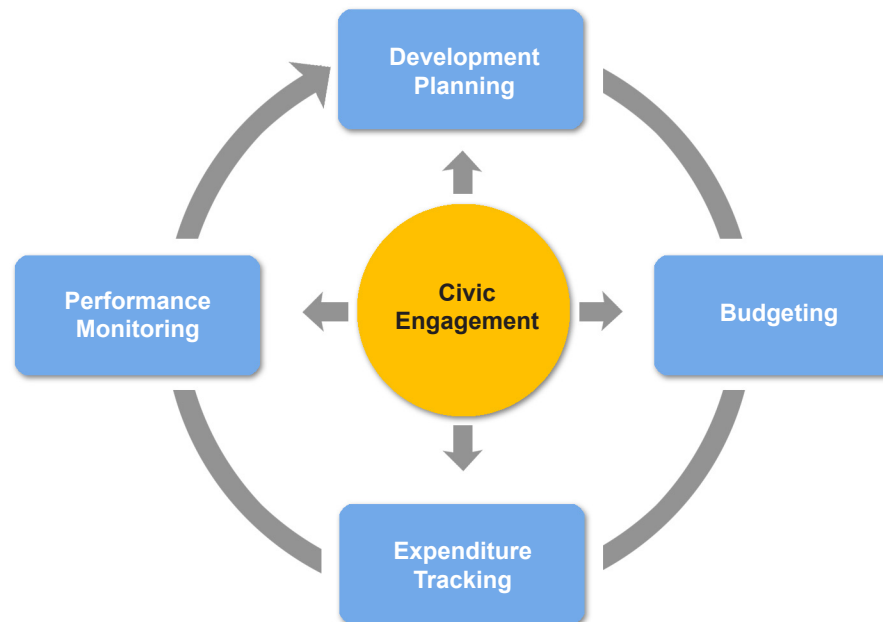 Development
Planning
Performance
Monitoring
Civic
Engagement
Budgeting
Expenditure
Tracking